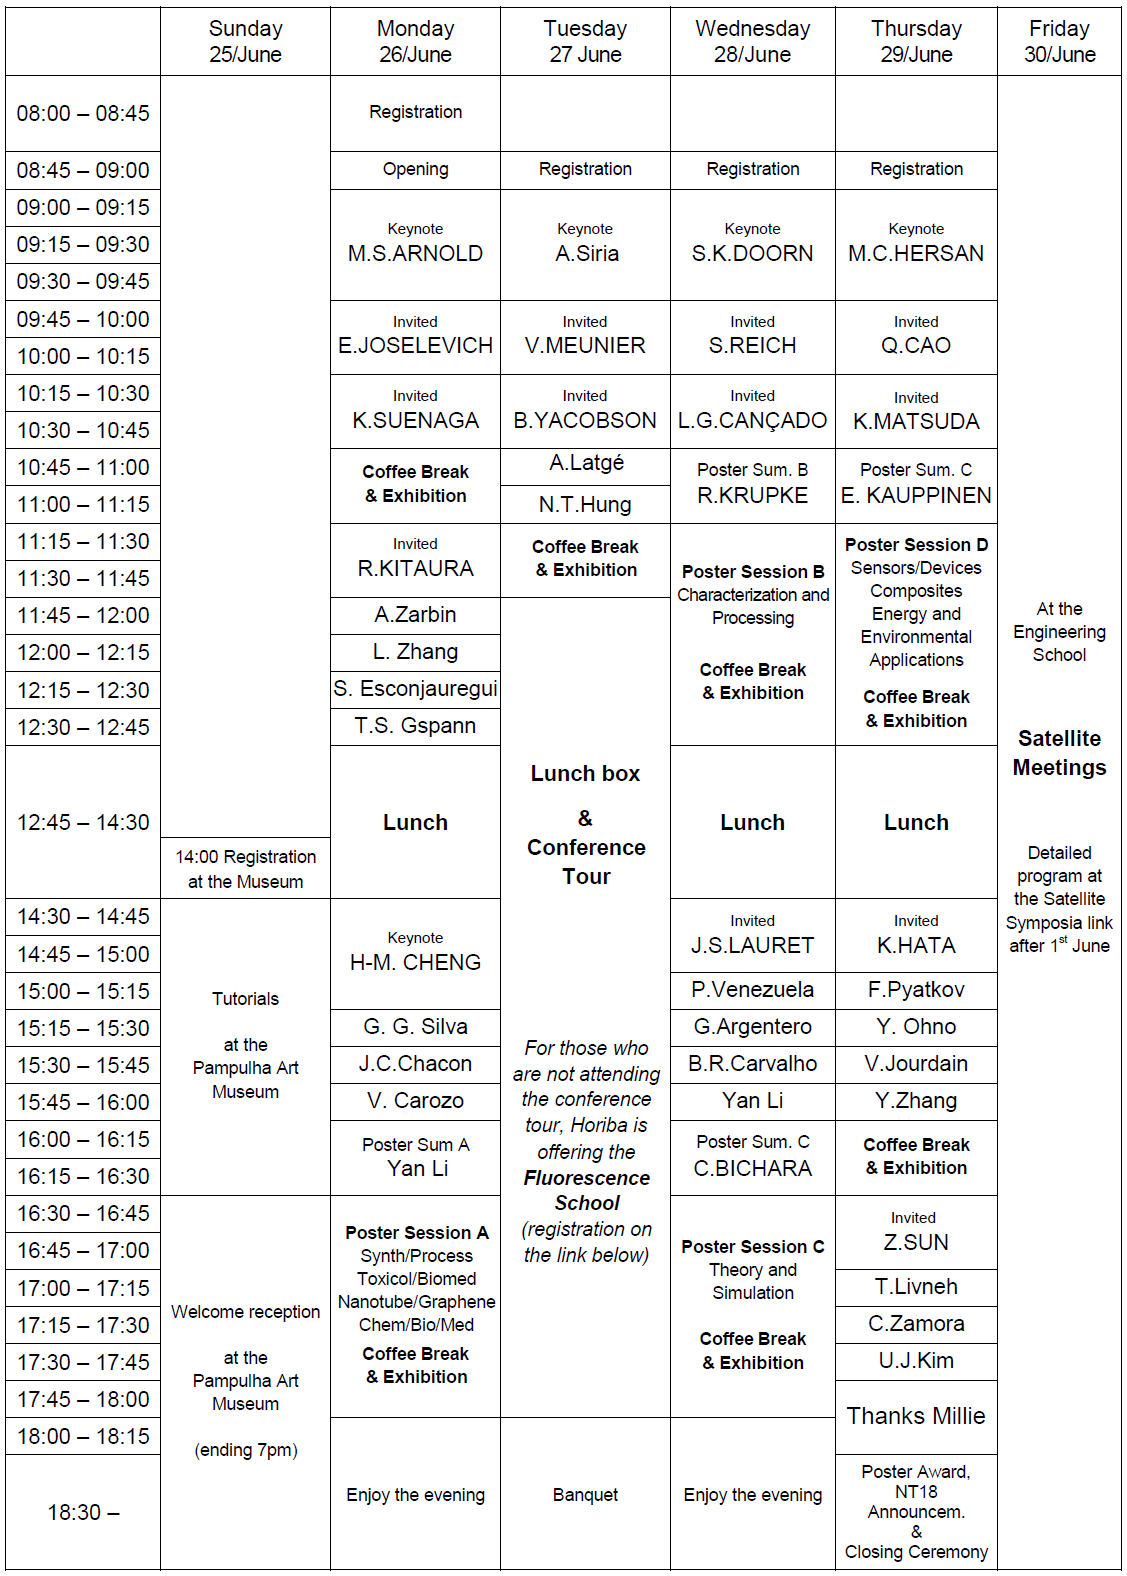 Sunday
25/June
Monday
26/June
Tuesday
27 June
Wednesday
28/June
Thursday
29/June
Friday
30/June
08:00 – 08:45
Registration
08:45 – 09:00
Opening
Registration
Registration
Registration
09:00 – 09:15
09:15 – 09:30
09:30 – 09:45
Keynote
M.S.ARNOLD
Keynote
A.Siria
Keynote
S.K.DOORN
Keynote
M.C.HERSAN
09:45 – 10:00
10:00 – 10:15
Invited
E.JOSELEVICH
Invited
V.MEUNIER
Invited
S.REICH
Invited
Q.CAO
10:15 – 10:30
10:30 – 10:45
Invited
K.SUENAGA
Invited
B.YACOBSON
Invited
L.G.CANÇADO
Invited
K.MATSUDA
10:45 – 11:00
11:00 – 11:15
Coffee Break
& Exhibition
A.Latgé
N.T.Hung
Poster Sum. B
R.KRUPKE
Poster Sum. C
E. KAUPPINEN
11:15 – 11:30
11:30 – 11:45
Invited
R.KITAURA
Coffee Break
& Exhibition
11:45 – 12:00
A.Zarbin
12:00 – 12:15
L. Zhang
12:15 – 12:30
S. Esconjauregui
12:30 – 12:45
T.S. Gspann
Poster Session B
Characterization and
Processing
Coffee Break
& Exhibition
Poster Session D
Sensors/Devices
Composites
Energy and
Environmental
Applications
Coffee Break
& Exhibition
At the
Engineering
School
Satellite
Meetings
Detailed
program at
the Satellite
Symposia link
after 1st June
12:45 – 14:30
14:00 Registration
at the Museum
Lunch
Lunch box
&
Conference
Tour
Lunch
Lunch
14:30 – 14:45
14:45 – 15:00
15:00 – 15:15
Tutorials
at the
Pampulha Art
Museum
Keynote
H-M. CHENG
Invited
J.S.LAURET
Invited
K.HATA
P.Venezuela
F.Pyatkov
15:15 – 15:30
G. G. Silva
G.Argentero
Y. Ohno
15:30 – 15:45
J.C.Chacon
B.R.Carvalho
V.Jourdain
15:45 – 16:00
V. Carozo
Yan Li
Y.Zhang
For those who
are not attending
the conference
tour, Horiba is
offering the
Fluorescence
School
(registration on
the link below)
16:00 – 16:15
16:15 – 16:30
Poster Sum A
Yan Li
Poster Sum. C
C.BICHARA
Coffee Break
& Exhibition
16:30 – 16:45
16:45 – 17:00
17:00 – 17:15
17:15 – 17:30
17:30 – 17:45
17:45 – 18:00
18:00 – 18:15
Welcome reception
at the
Pampulha Art
Museum
(ending 7pm)
Poster Session A
Synth/Process
Toxicol/Biomed
Nanotube/Graphene
Chem/Bio/Med
Coffee Break
& Exhibition
Poster Session C
Theory and
Simulation
Coffee Break
& Exhibition
Invited
Z.SUN
T.Livneh
C.Zamora
U.J.Kim
Thanks Millie
18:30 –
Enjoy the evening
Banquet
Enjoy the evening
Poster Award,
NT18
Announcem.
&
Closing Ceremony